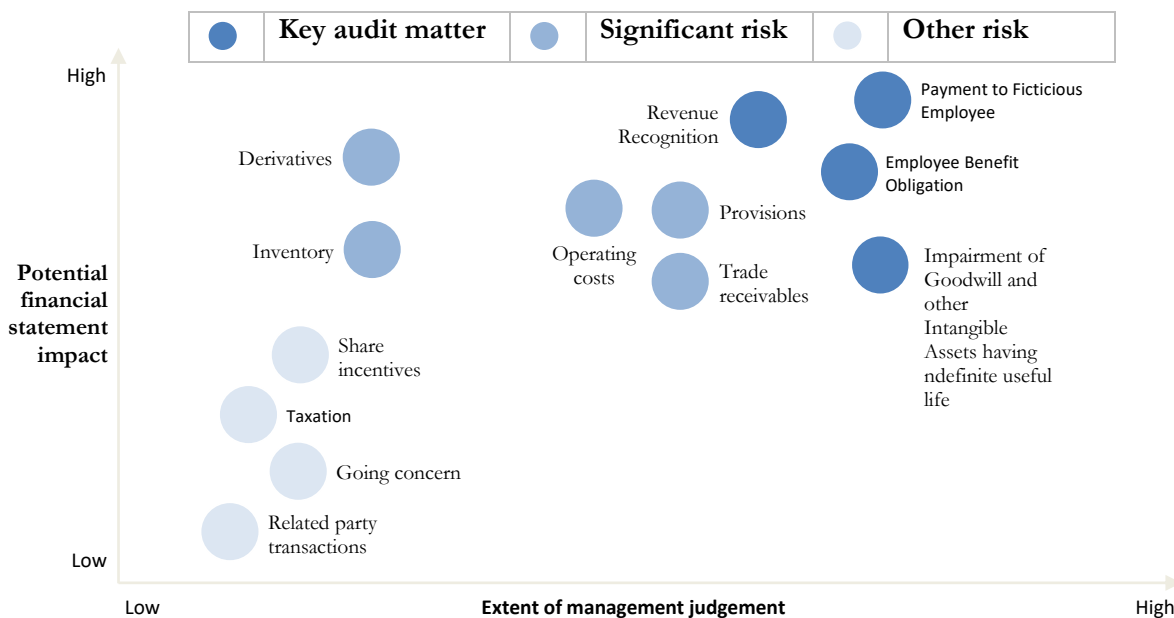 Key audit matter
Significant risk
Other risk
High
Payment to Ficticious
Employee
Revenue
Recognition
Derivatives
Employee Benefit
Obligation
Provisions
Inventory
Operating
costs
Trade
receivables
Impairment of
Goodwill and
other
Intangible
Assets having
ndefinite useful
life
Potential
financial
statement
impact
Share
incentives
Taxation
Going concern
Related party
transactions
Low
Low
Extent of management judgement
High